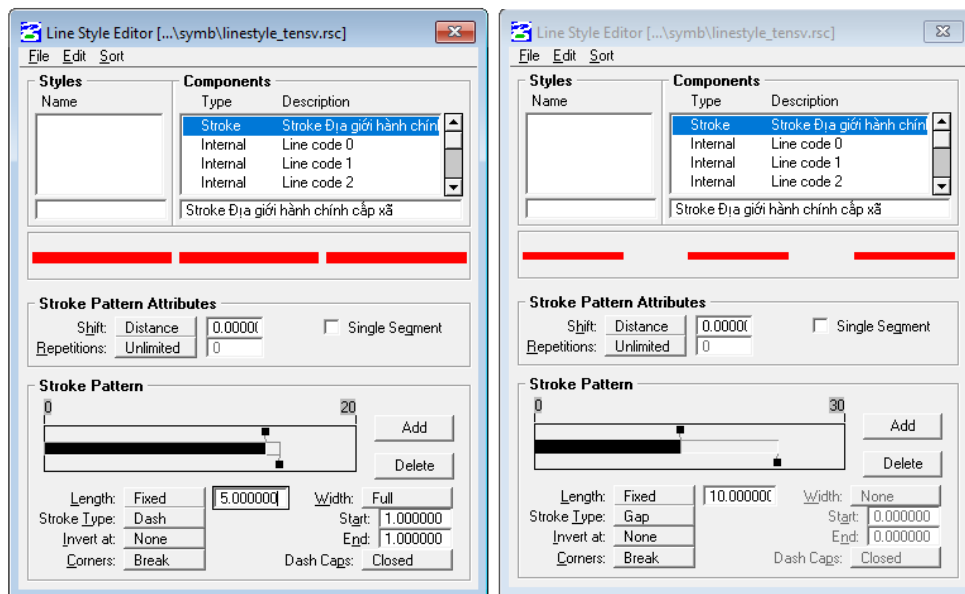 Line Style Editor [...\symb\linestyle_tensv.rsc]
File Edit Sort
Styles
Name
Components
Type Description
Stroke Stroke Địa giới hành chính
Internal Line code 0
Internal Line code 1
Internal Line code 2
Stroke Địa giới hành chính cấp xã
Stroke Pattern Attributes
Shift: Distance 0.0000
Single Segment
Repetitions: Unlimited 0
Stroke Pattern
0 20
Add
Delete
Length: Fixed 5.000000 Width: Full
Stroke Type: Dash Start: 1.000000
Invert at: None End: 1.000000
Corners: Break Dash Caps: Closed
Line Style Editor [...\symb\linestyle_tensv.rsc]
File Edit Sort
Styles
Name
Components
Type Description
Stroke Stroke Địa giới hành chính
Internal Line code 0
Internal Line code 1
Internal Line code 2
Stroke Địa giới hành chính cấp xã
Stroke Pattern Attributes
Shift: Distance 0.0000
Single Segment
Repetitions: Unlimited 0
Stroke Pattern
0 30
Add
Delete
Length: Fixed 10.000000 Width: None
Stroke Type: Gap Start: 0.000000
Invert at: None End: 0.000000
Corners: Break Dash Caps: Closed